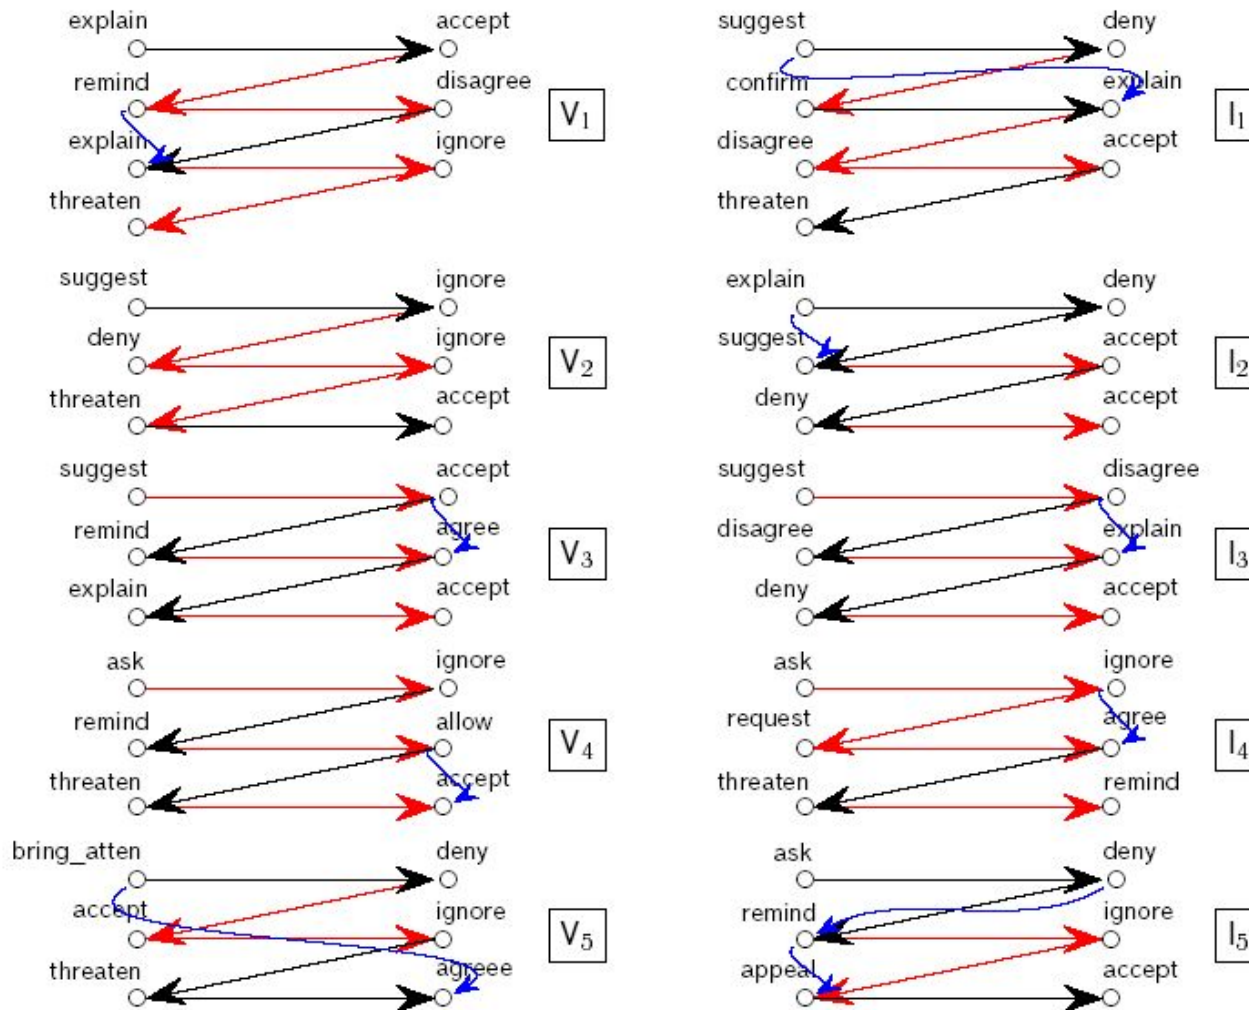 explain accept
remind disagree
explain ignore
threaten
V1
suggest deny
confirm explain
disagree accept
threaten
I1
suggest ignore
deny ignore
threaten accept
V2
explain deny
suggest accept
deny accept
I2
suggest accept
remind agree
explain accept
V3
suggest disagree
disagree explain
deny accept
I3
ask ignore
remind allow
threaten accept
V4
ask ignore
request agree
threaten remind
I4
bring_atten deny
accept ignore
threaten agreee
V5
ask deny
remind ignore
appeal accept
I5